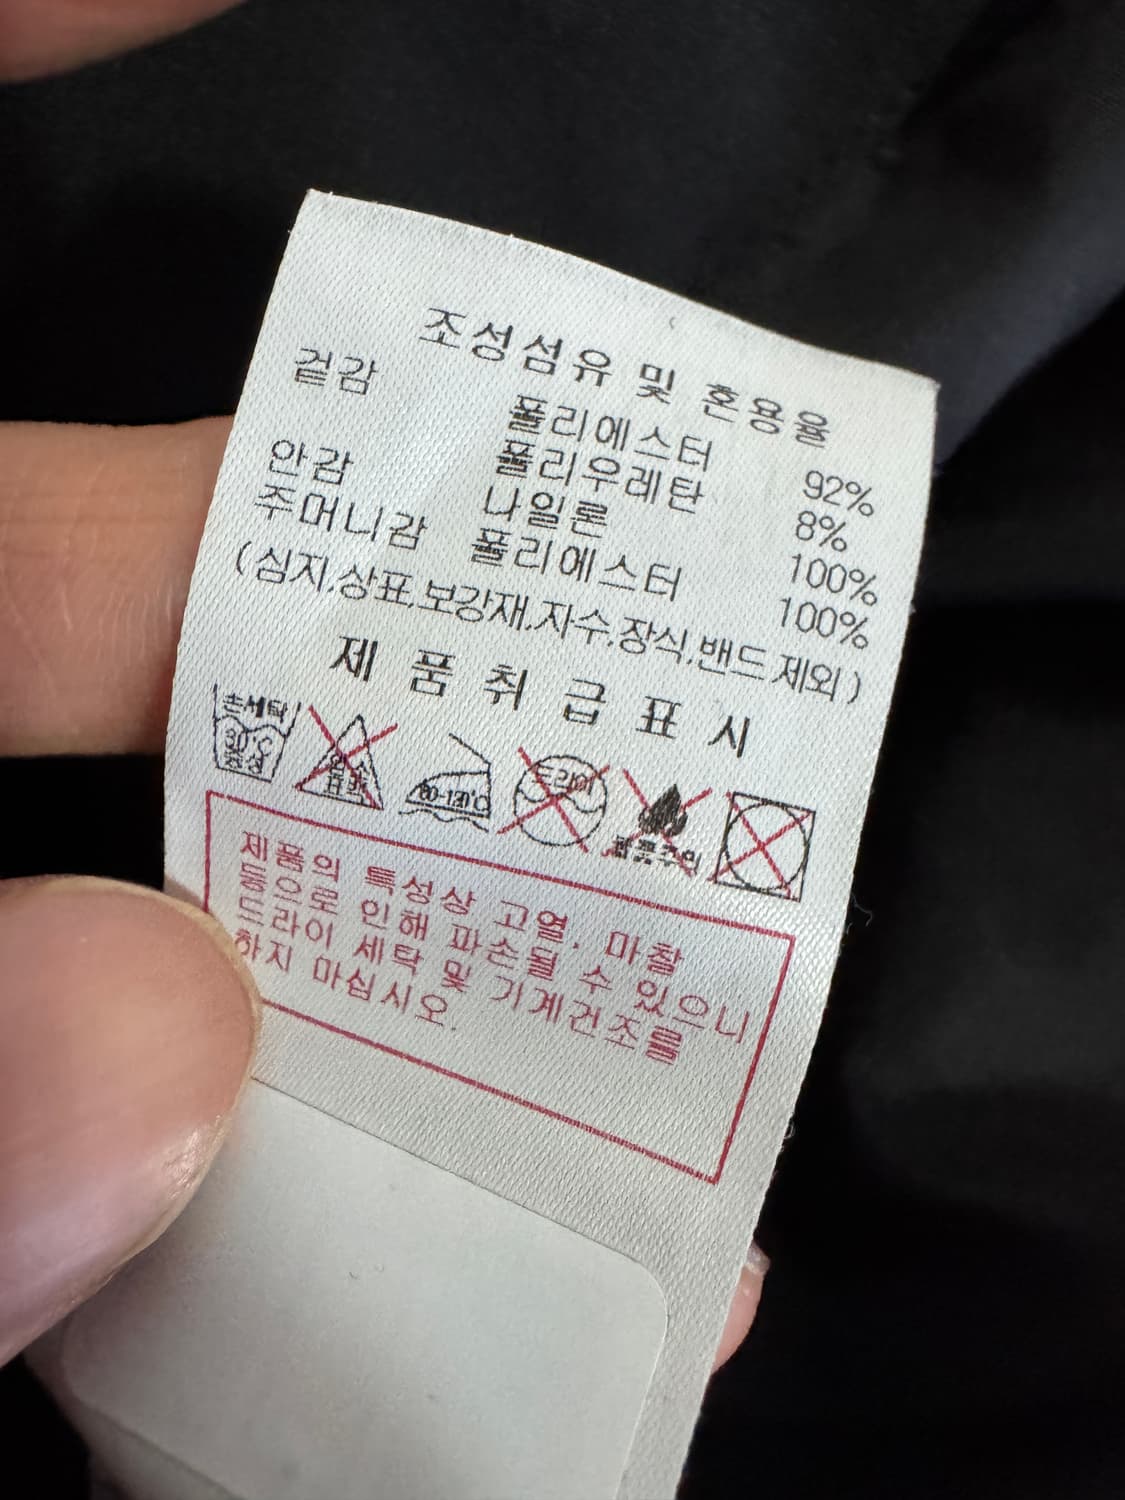 조성섬유 및 혼용율
겉감 폴리에스터 92%
폴리우레탄 8%
안감 나일론 100%
주머니감 폴리에스터 100%
(심지,상표,보강재,자수,장식,밴드 제외)
제 품 취 급 표 시
손세탁 30℃ 중성
염소 표백
80-120℃
드라이
화기주의
제품의 특성상 고열, 마찰
등으로 인해 파손될 수 있으니
드라이 세탁 및 기계건조를
하지 마십시오.